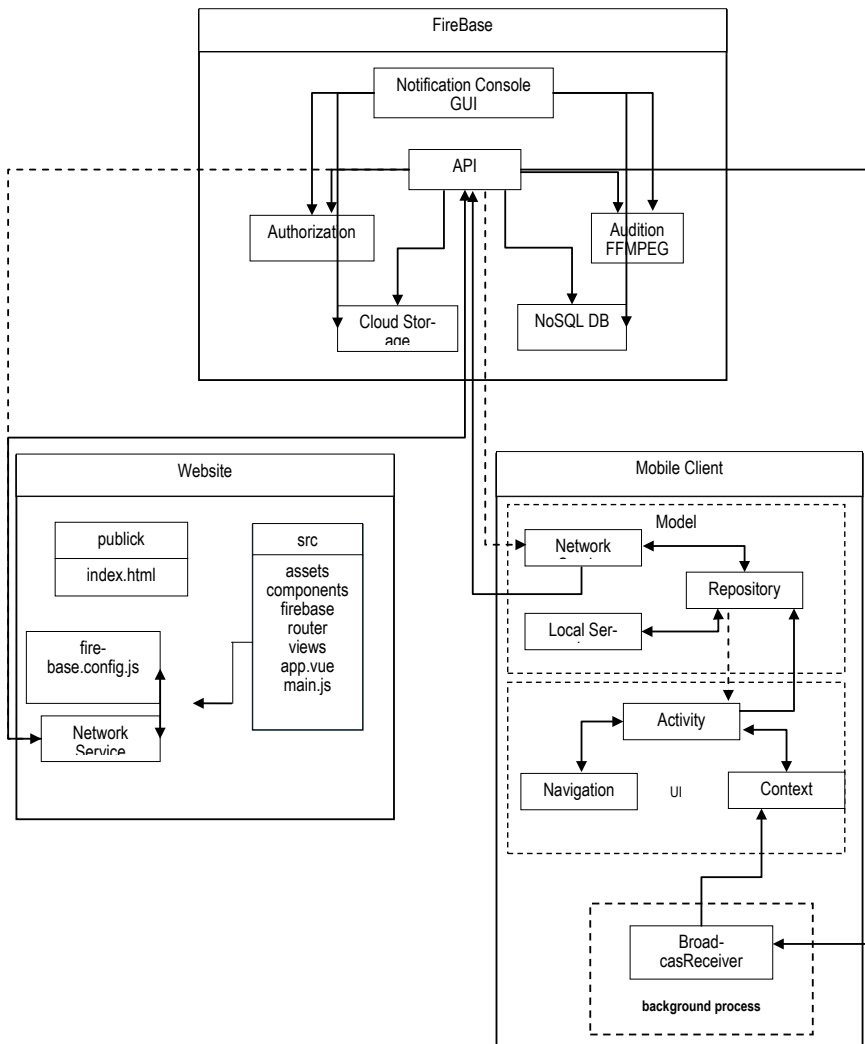 FireBase
Notification Console
GUI
API
Authorization
Audition
FFMPEG
Cloud Stor-
age
NoSQL DB
Website
publick
index.html
src
assets
components
firebase
router
views
app.vue
main.js
fire-
base.config.js
Network
Service
Mobile Client
Model
Network
Repository
Local Ser-
Activity
Navigation
UI
Context
Broad-
casReceiver
background process